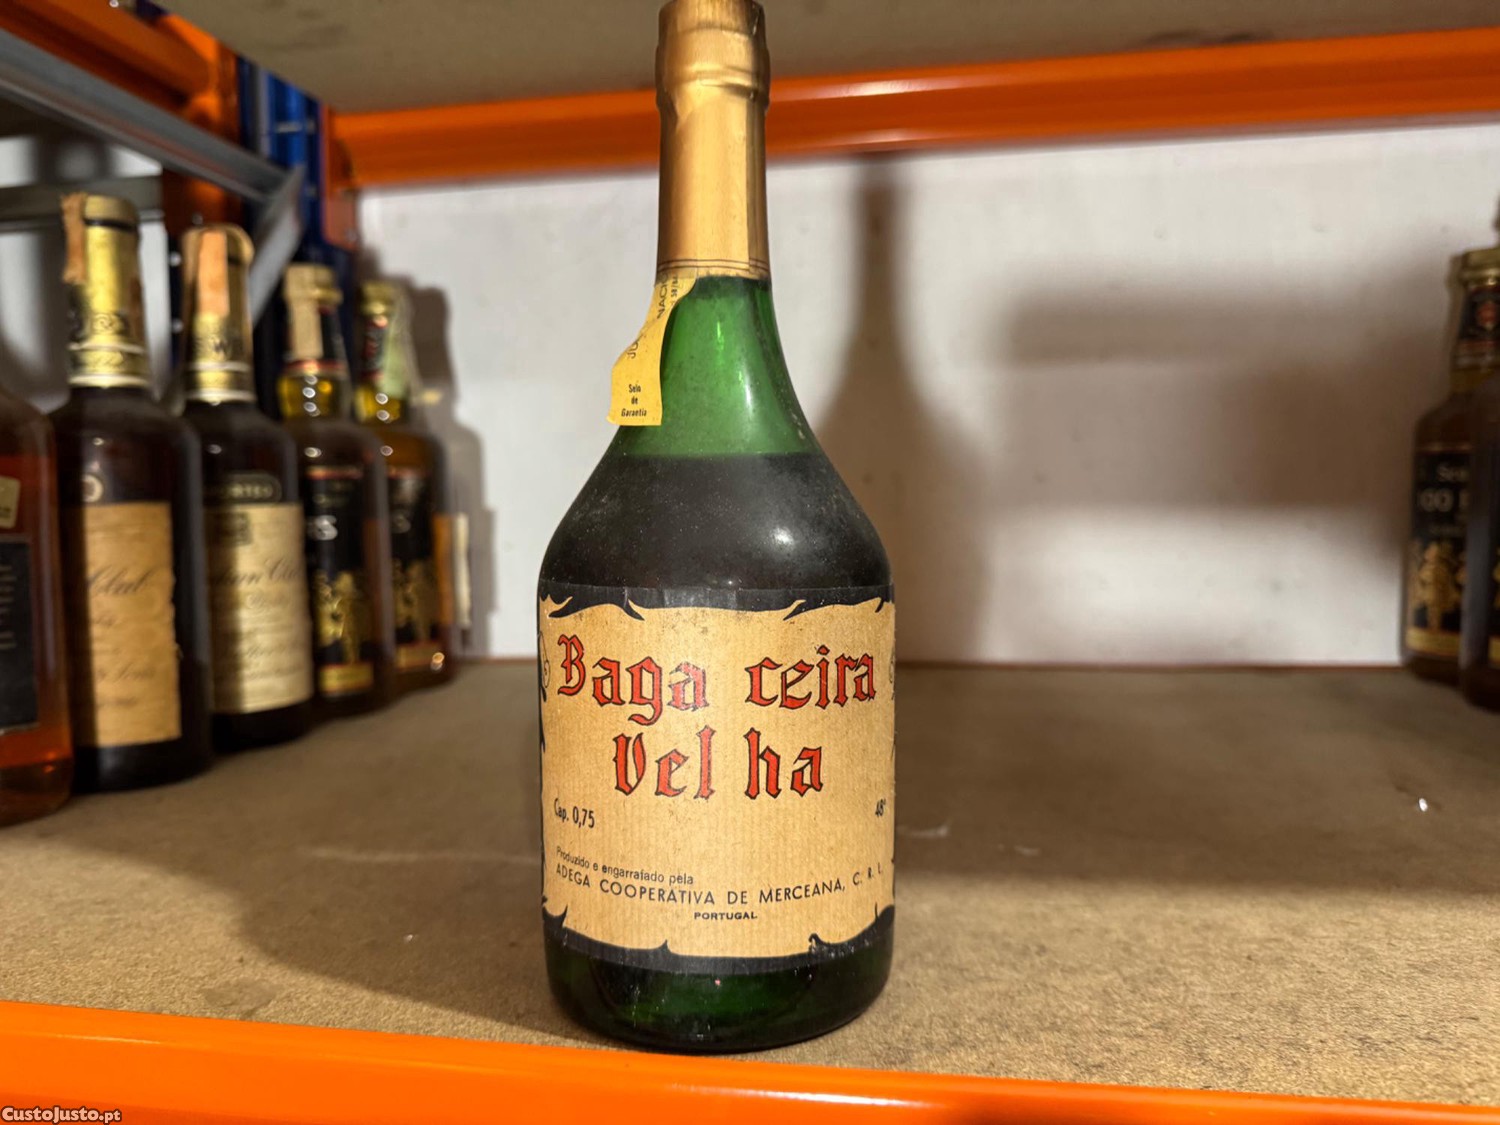 Selo
de
Garantia
Baga ceira
Vel ha
Cap. 0,75
48°
Produzido e engarrafado pela
ADEGA COOPERATIVA DE MERCEANA, C. R. L.
PORTUGAL
CustoJusto.pt